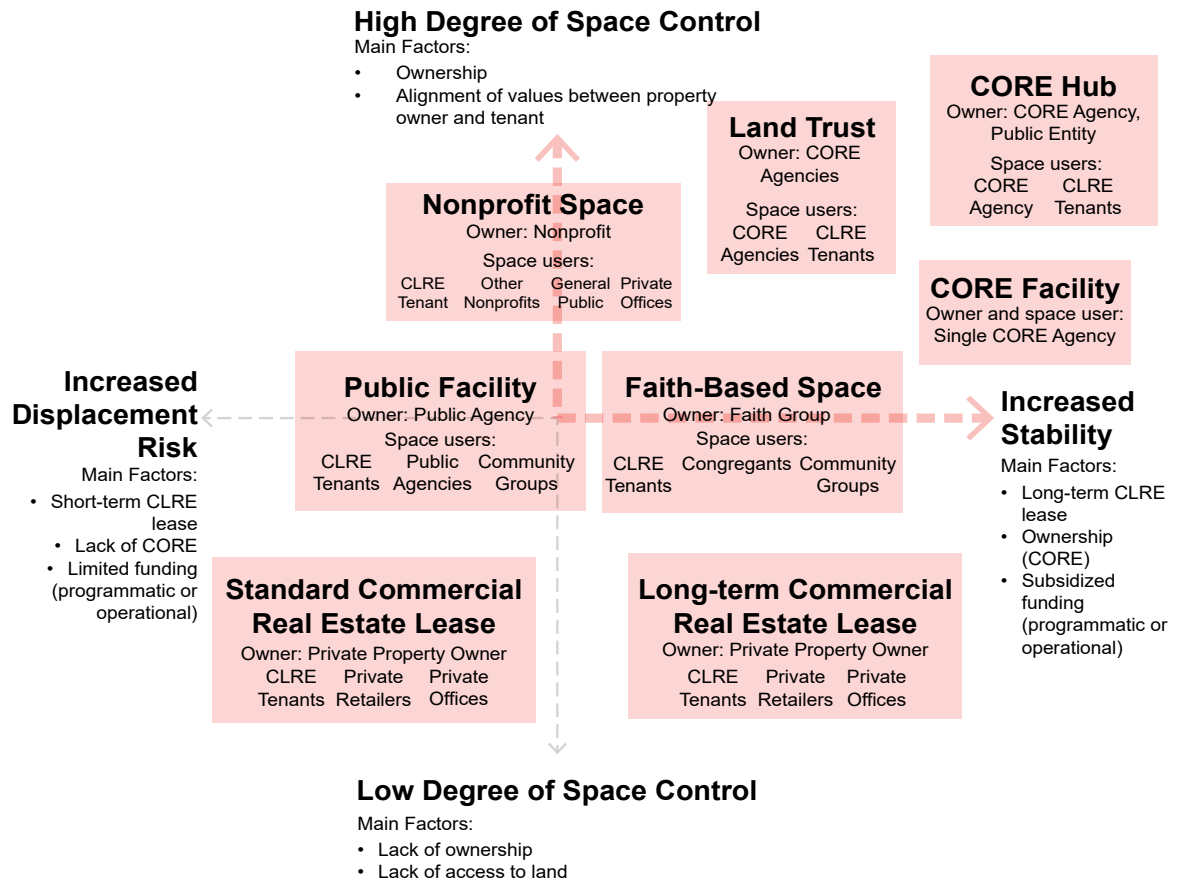 High Degree of Space Control
Main Factors:
• Ownership
• Alignment of values between property
owner and tenant
CORE Hub
Owner: CORE Agency,
Public Entity
Space users:
CORE CLRE
Agency Tenants
Land Trust
Owner: CORE
Agencies
Space users:
CORE CLRE
Agencies Tenants
Nonprofit Space
Owner: Nonprofit
Space users:
CLRE Other General Private
Tenant Nonprofits Public Offices
CORE Facility
Owner and space user:
Single CORE Agency
Increased
Displacement
Risk
Main Factors:
• Short-term CLRE
lease
• Lack of CORE
• Limited funding
(programmatic or
operational)
Public Facility
Owner: Public Agency
Space users:
CLRE Public Community
Tenants Agencies Groups
Faith-Based Space
Owner: Faith Group
Space users:
CLRE Congregants Community
Tenants Groups
Increased
Stability
Main Factors:
• Long-term CLRE
lease
• Ownership
(CORE)
• Subsidized
funding
(programmatic or
operational)
Standard Commercial
Real Estate Lease
Owner: Private Property Owner
CLRE Private Private
Tenants Retailers Offices
Long-term Commercial
Real Estate Lease
Owner: Private Property Owner
CLRE Private Private
Tenants Retailers Offices
Low Degree of Space Control
Main Factors:
• Lack of ownership
• Lack of access to land